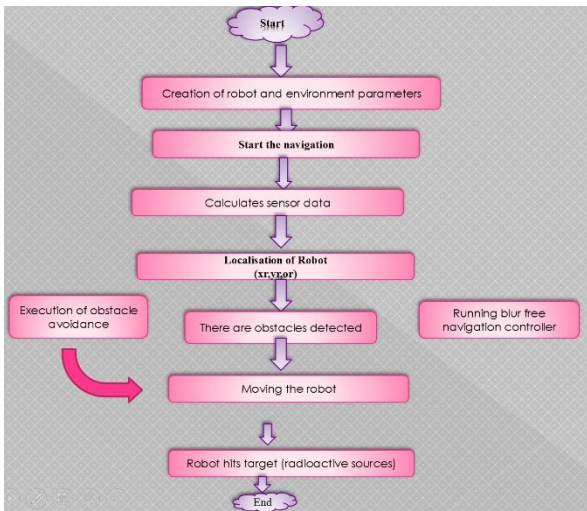 Start
Creation of robot and environment parameters
Start the navigation
Calculates sensor data
Localisation of Robot
(xr,yr,or)
Execution of obstacle
avoidance
There are obstacles detected
Running blur free
navigation controller
Moving the robot
Robot hits target (radioactive sources)
End